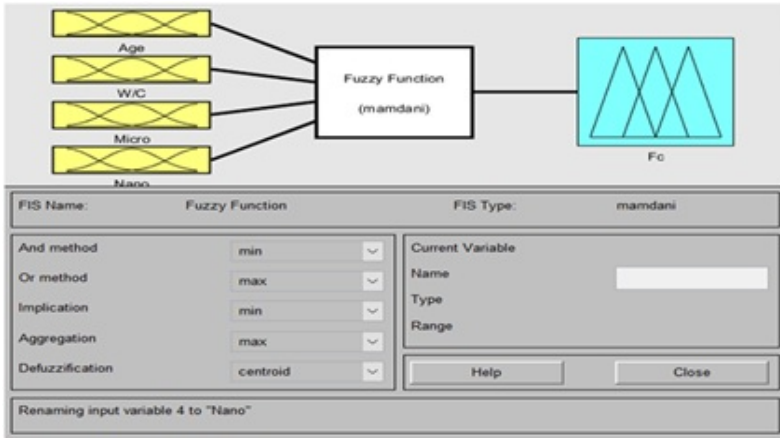 Age
W/C
Micro
Nano
Fuzzy Function
(mamdani)
Fc
FIS Name: Fuzzy Function FIS Type: mamdani
And method min
Or method max
Implication min
Aggregation max
Defuzzification centroid
Current Variable
Name
Type
Range
Help Close
Renaming input variable 4 to "Nano"